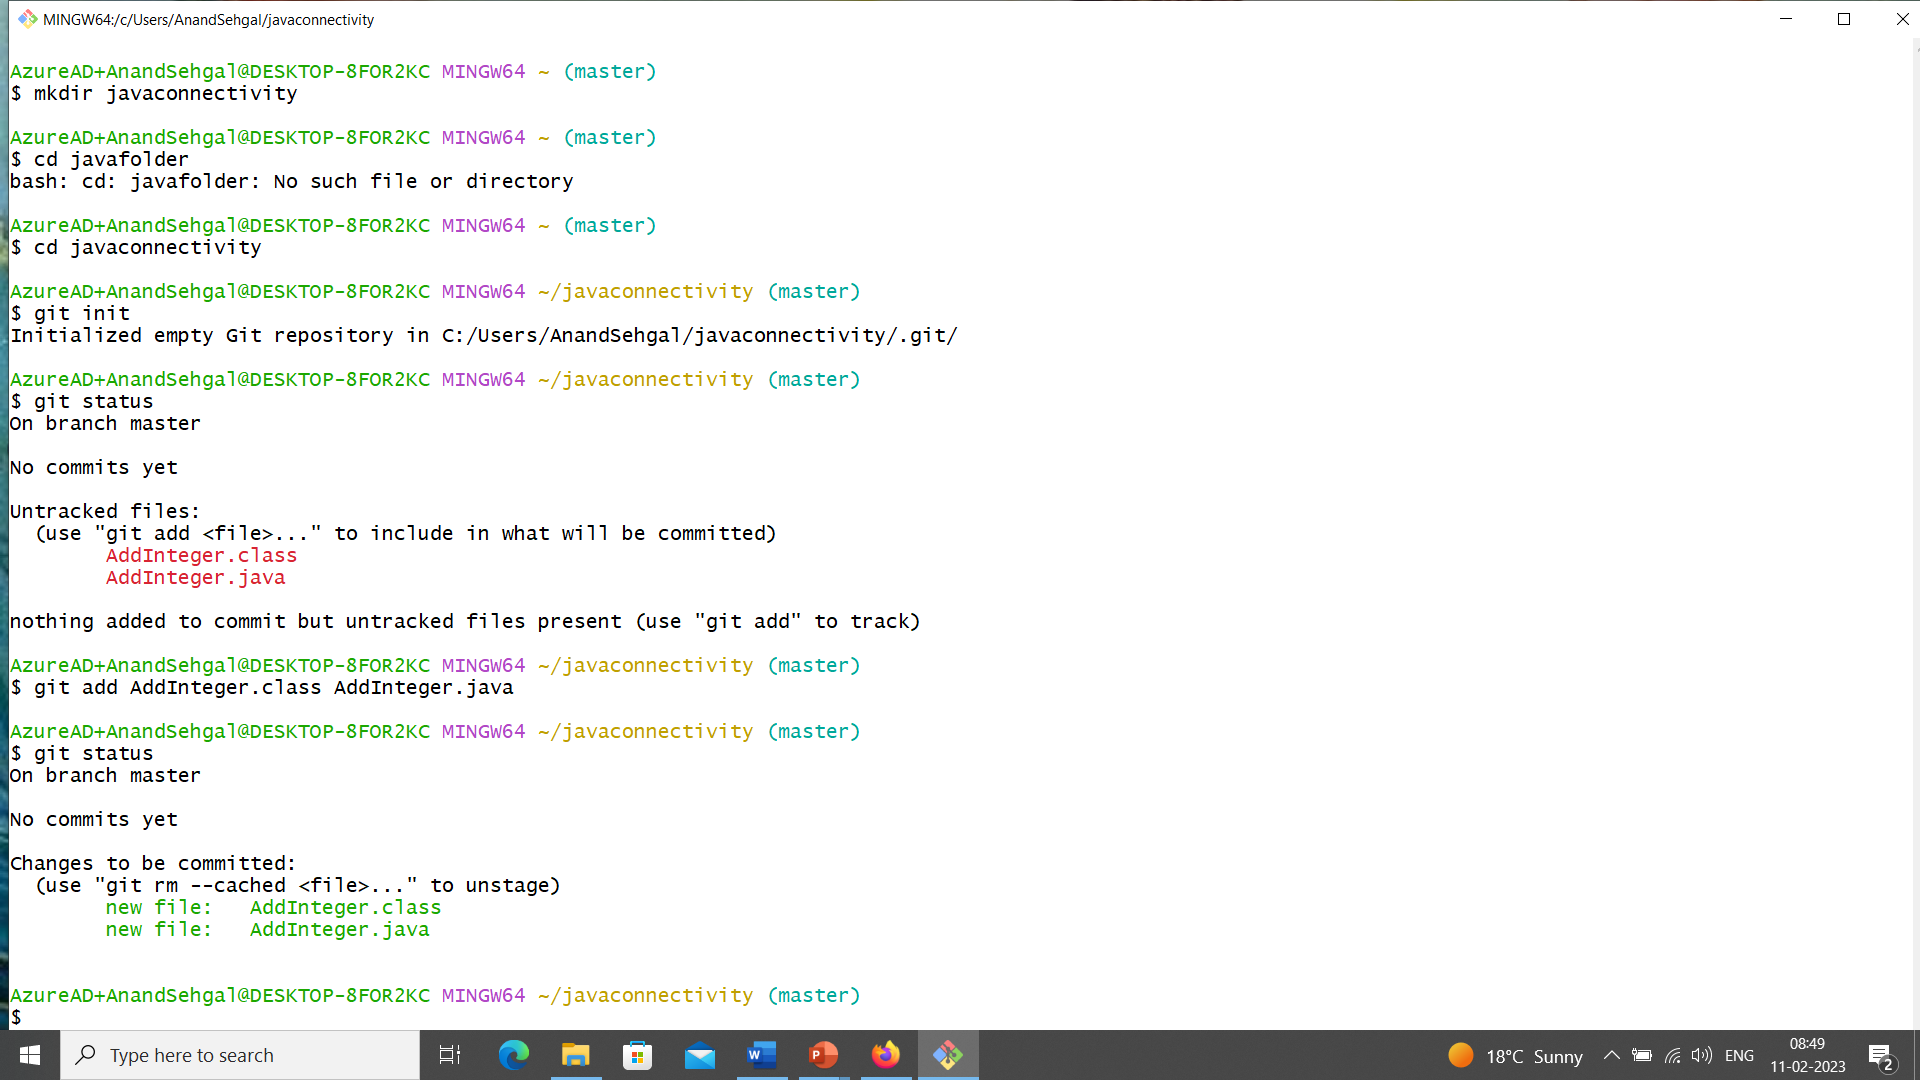 MINGW64:/c/Users/AnandSehgal/javaconnectivity
AzureAD+AnandSehgal@DESKTOP-8FOR2KC MINGW64 ~ (master)
$ mkdir javaconnectivity
AzureAD+AnandSehgal@DESKTOP-8FOR2KC MINGW64 ~ (master)
$ cd javafolder
bash: cd: javafolder: No such file or directory
AzureAD+AnandSehgal@DESKTOP-8FOR2KC MINGW64 ~ (master)
$ cd javaconnectivity
AzureAD+AnandSehgal@DESKTOP-8FOR2KC MINGW64 ~/javaconnectivity (master)
$ git init
Initialized empty Git repository in C:/Users/AnandSehgal/javaconnectivity/.git/
AzureAD+AnandSehgal@DESKTOP-8FOR2KC MINGW64 ~/javaconnectivity (master)
$ git status
On branch master
No commits yet
Untracked files:
  (use "git add <file>..." to include in what will be committed)
        AddInteger.class
        AddInteger.java
nothing added to commit but untracked files present (use "git add" to track)
AzureAD+AnandSehgal@DESKTOP-8FOR2KC MINGW64 ~/javaconnectivity (master)
$ git add AddInteger.class AddInteger.java
AzureAD+AnandSehgal@DESKTOP-8FOR2KC MINGW64 ~/javaconnectivity (master)
$ git status
On branch master
No commits yet
Changes to be committed:
  (use "git rm --cached <file>..." to unstage)
        new file:   AddInteger.class
        new file:   AddInteger.java
AzureAD+AnandSehgal@DESKTOP-8FOR2KC MINGW64 ~/javaconnectivity (master)
$
Type here to search
W
P
18°C Sunny
ENG
08:49
11-02-2023
2